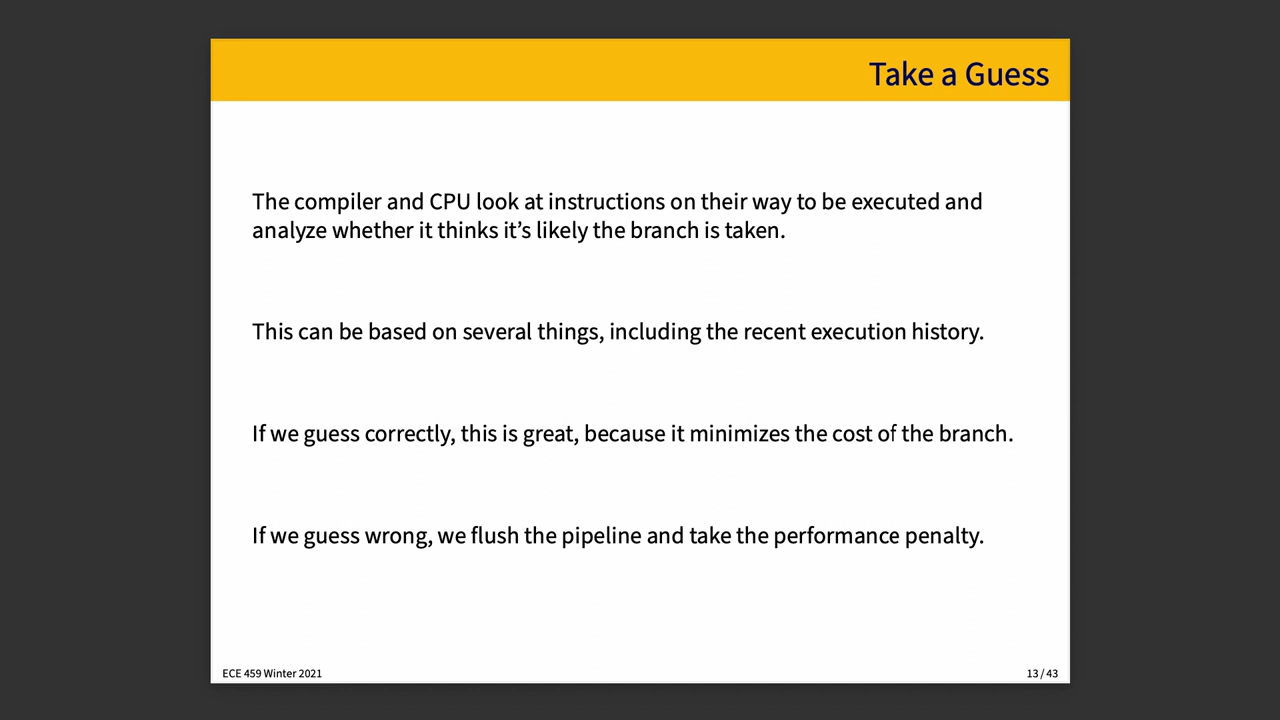 Take a Guess
The compiler and CPU look at instructions on their way to be executed and
analyze whether it thinks it’s likely the branch is taken.
This can be based on several things, including the recent execution history.
If we guess correctly, this is great, because it minimizes the cost of the branch.
If we guess wrong, we flush the pipeline and take the performance penalty.
ECE 459 Winter 2021
13 / 43